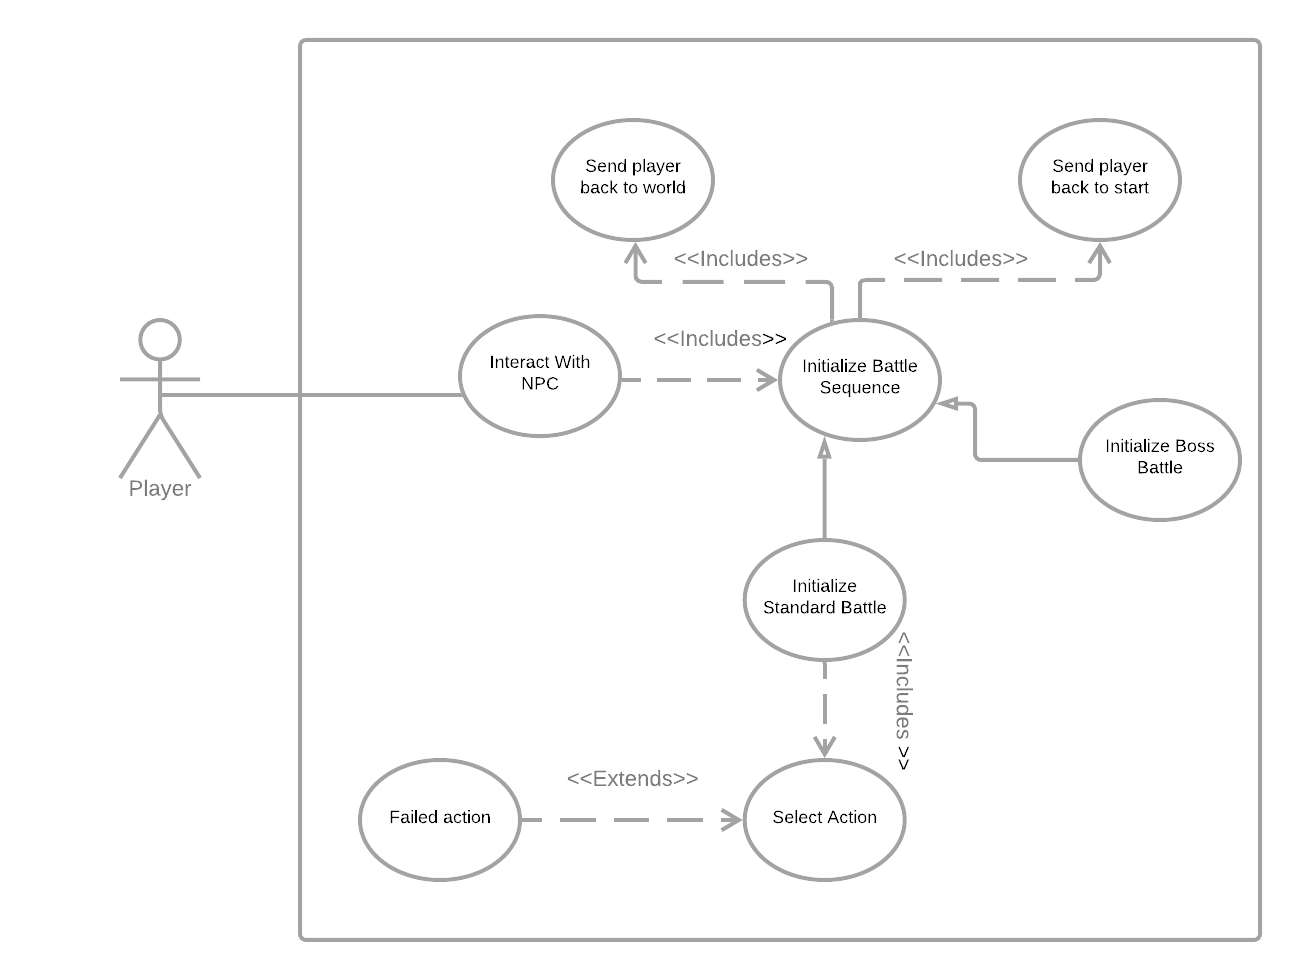 Send player
back to world
Send player
back to start
<<Includes>>
<<Includes>>
<<Includes>>
Interact With
NPC
Initialize Battle
Sequence
Initialize Boss
Battle
Player
Initialize
Standard Battle
<<Includes >>
<<Extends>>
Failed action
Select Action